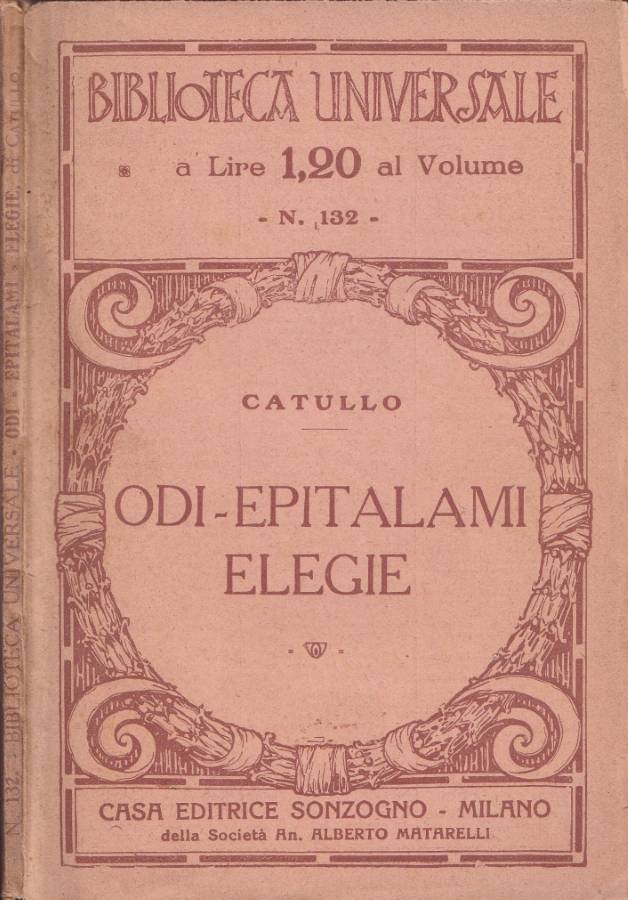 BIBLIOTECA UNIVERSALE
a Lire 1,20 al Volume
- N. 132 -
CATULLO
ODI-EPITALAMI
ELEGIE
CASA EDITRICE SONZOGNO - MILANO
della Società An. ALBERTO MATARELLI
N. 132. - BIBLIOTECA UNIVERSALE - ODI - EPITALAMI - ELEGIE, di CATULLO